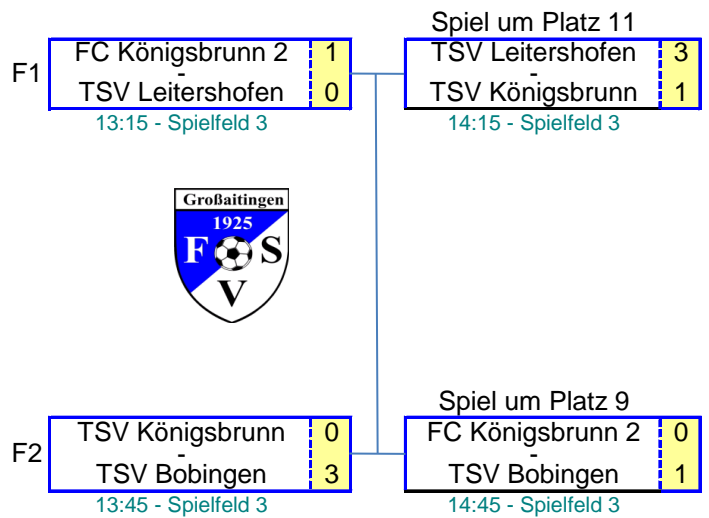 Spiel um Platz 11
F1
FC Königsbrunn 2 1
-
TSV Leitershofen 0
13:15 - Spielfeld 3
TSV Leitershofen 3
-
TSV Königsbrunn 1
14:15 - Spielfeld 3
Großaitingen
1925
F S
V
Spiel um Platz 9
F2
TSV Königsbrunn 0
-
TSV Bobingen 3
13:45 - Spielfeld 3
FC Königsbrunn 2 0
-
TSV Bobingen 1
14:45 - Spielfeld 3